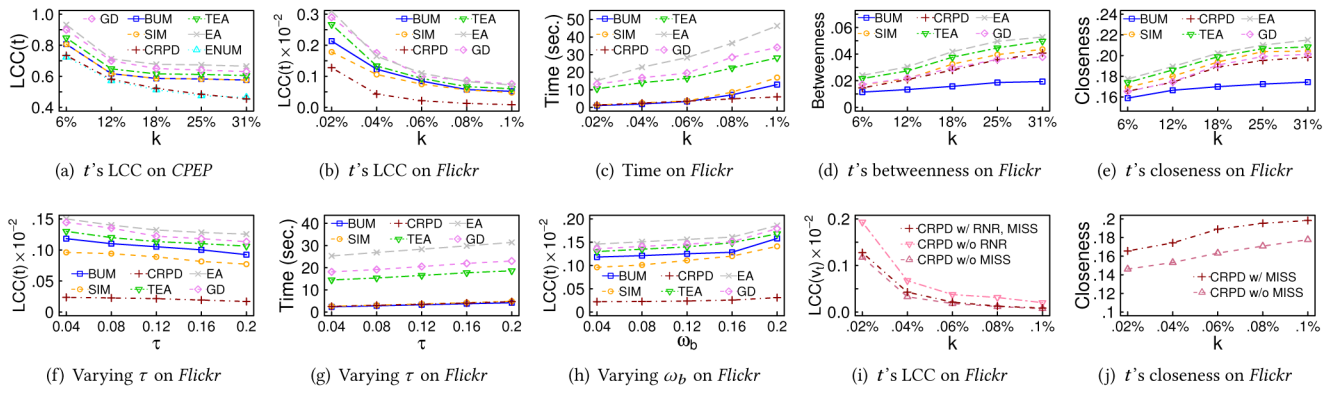 LCC(t)
1.0
0.8
0.6
0.4
GD BUM TEA
SIM EA
CRPD ENUM
6% 12% 18% 25% 31%
k
(a) t's LCC on CPEP
LCC(t)×10⁻²
0.3
0.2
0.1
0.0
BUM TEA
SIM EA
CRPD GD
.02% .04% .06% .08% .1%
k
(b) t's LCC on Flickr
Time (sec.)
50
40
30
20
10
0
BUM TEA
SIM EA
CRPD GD
.02% .04% .06% .08% .1%
k
(c) Time on Flickr
Betweenness
.08
.06
.04
.02
0
BUM CRPD EA
SIM TEA GD
6% 12% 18% 25% 31%
k
(d) t's betweenness on Flickr
Closeness
.24
.22
.20
.18
.16
BUM CRPD EA
SIM TEA GD
6% 12% 18% 25% 31%
k
(e) t's closeness on Flickr
LCC(t)×10⁻²
.15
.10
.05
0
BUM CRPD EA
SIM TEA GD
0.04 0.08 0.12 0.16 0.2
τ
(f) Varying τ on Flickr
Time (sec.)
40
30
20
10
0
BUM CRPD EA
SIM TEA GD
0.04 0.08 0.12 0.16 0.2
τ
(g) Varying τ on Flickr
LCC(t)×10⁻²
.20
.15
.10
.05
0
BUM CRPD EA
SIM TEA GD
0.04 0.08 0.12 0.16 0.2
ω_b
(h) Varying ω_b on Flickr
LCC(v_t)×10⁻²
0.2
0.1
0.0
CRPD w/ RNR, MISS
CRPD w/o RNR
CRPD w/o MISS
.02% .04% .06% .08% .1%
k
(i) t's LCC on Flickr
Closeness
.2
.18
.16
.14
.12
.1
CRPD w/ MISS
CRPD w/o MISS
.02% .04% .06% .08% .1%
k
(j) t's closeness on Flickr